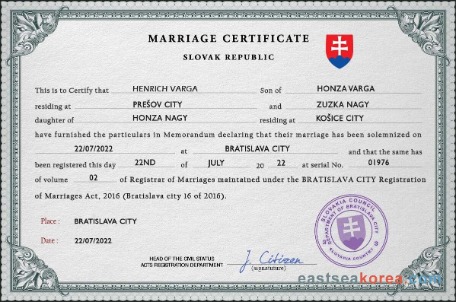 MARRIAGE CERTIFICATE
SLOVAK REPUBLIC
This is to Certify that HENRICH VARGA Son of HONZA VARGA
residing at PREŠOV CITY and ZUZKA NAGY
daughter of HONZA NAGY residing at KOŠICE CITY
have furnished the particulars in Memorandum declaring that their marriage has been solemnized on
22/07/2022 at BRATISLAVA CITY and that the same has
been registered this day 22ND of JULY 20 22 at serial No. 01976
of volume 02 of Registrar of Marriages maintained under the BRATISLAVA CITY Registration
of Marriages Act, 2016 (Bratislava city 16 of 2016).
Place : BRATISLAVA CITY
Date : 22/07/2022
HEAD OF THE CIVIL STATUS
ACTS REGISTRATION DEPARTMENT J. Citizen
(signature)
SLOVAKIA COUNCIL
DEPARTMENT OF BRATISLAVA CITY
SLOVAKIA COUNTRY
eastseakorea.com